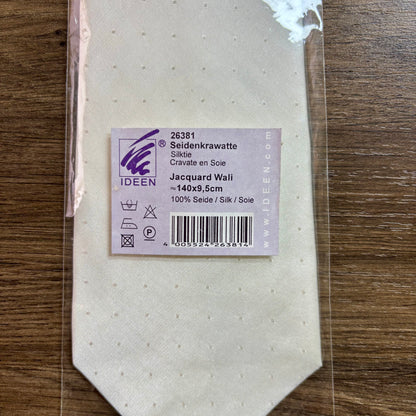 26381
Seidenkrawatte
Silktie
Cravate en Soie
IDEEN
®
Jacquard Wali
≈140x9,5cm
100% Seide / Silk / Soie
P
4 005524 263814
www.IDEEN.com